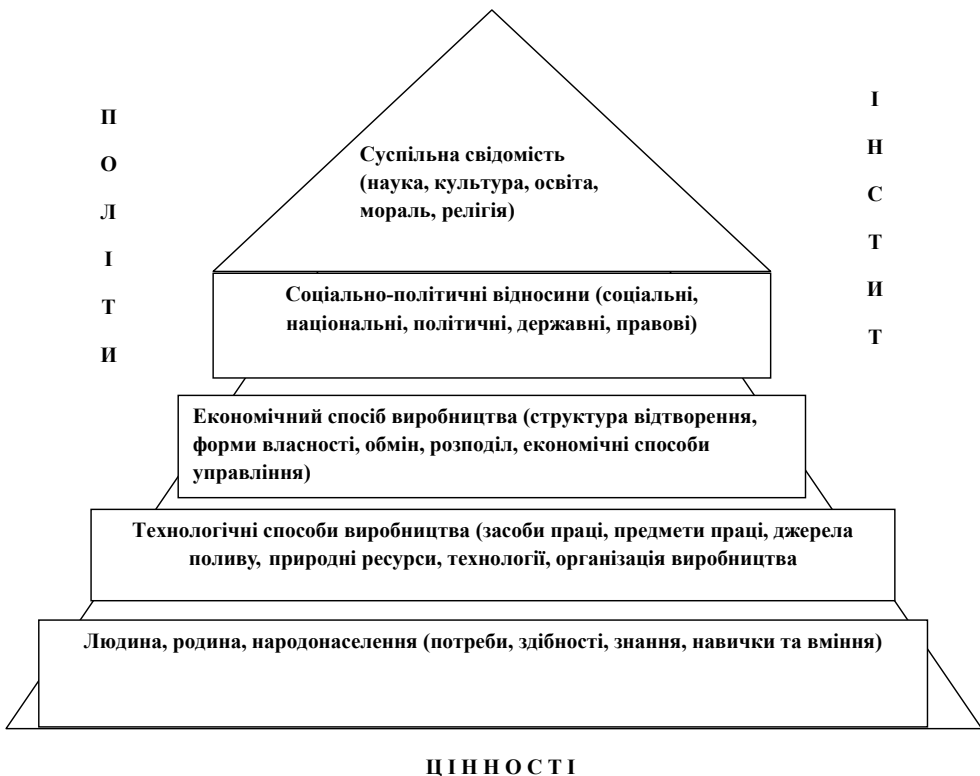 П
О
Л
І
Т
И
І
Н
С
Т
И
Т
Суспільна свідомість
(наука, культура, освіта,
мораль, релігія)
Соціально-політичні відносини (соціальні,
національні, політичні, державні, правові)
Економічний спосіб виробництва (структура відтворення,
форми власності, обмін, розподіл, економічні способи
управління)
Технологічні способи виробництва (засоби праці, предмети праці, джерела
поливу, природні ресурси, технології, організація виробництва
Людина, родина, народонаселення (потреби, здібності, знання, навички та вміння)
Ц І Н Н О С Т І